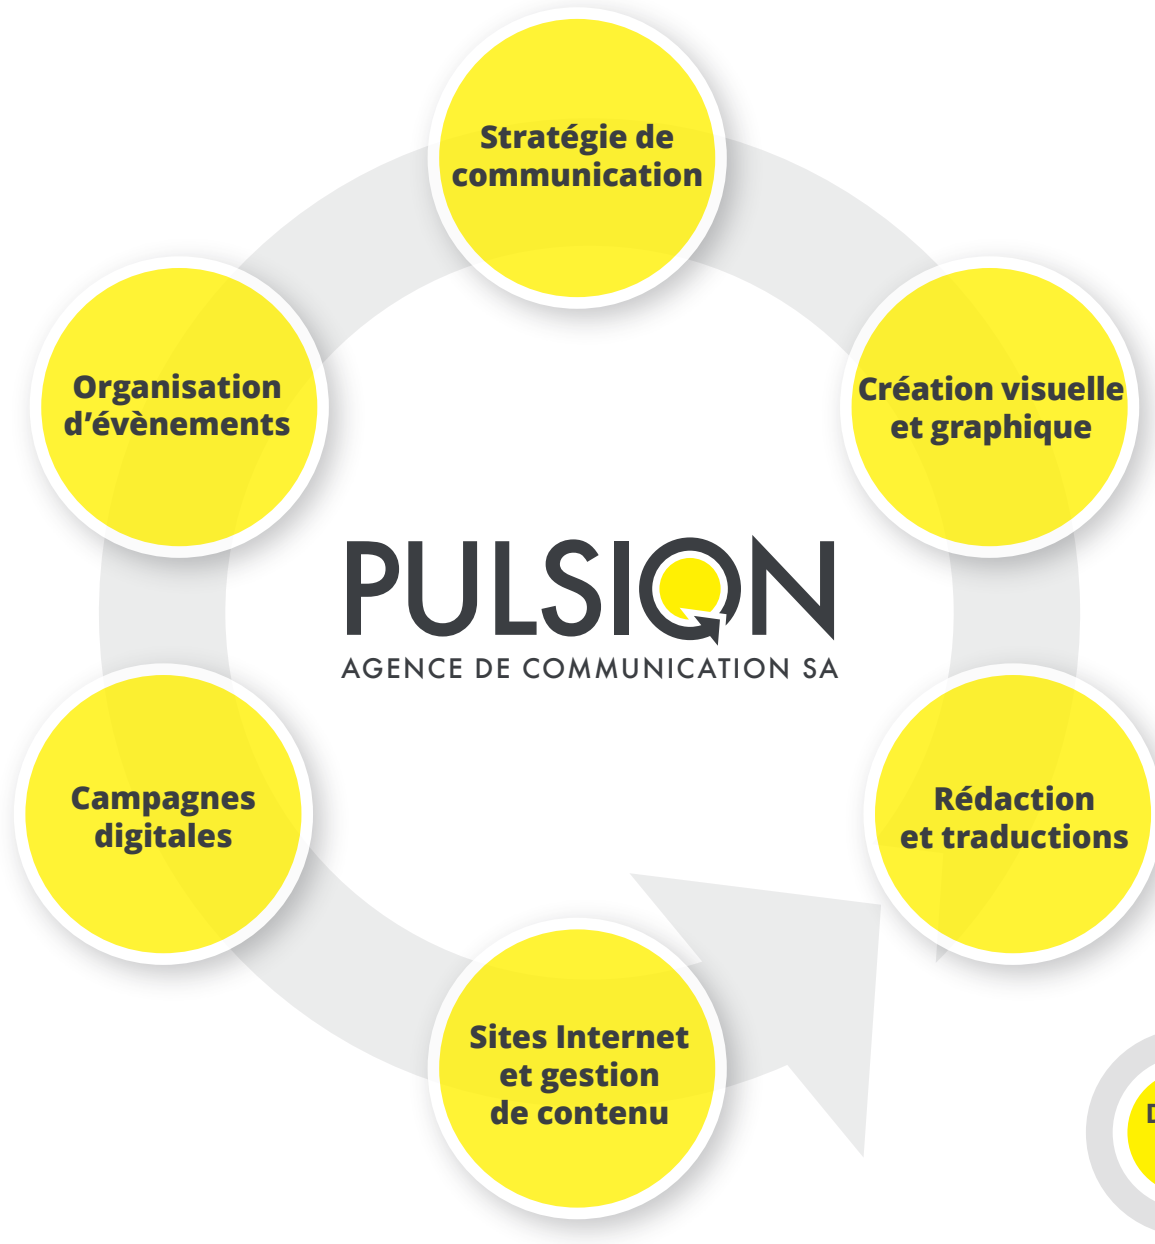 Stratégie de
communication
Création visuelle
et graphique
Rédaction
et traductions
Sites Internet
et gestion
de contenu
Campagnes
digitales
Organisation
d’évènements
PULSION
AGENCE DE COMMUNICATION SA